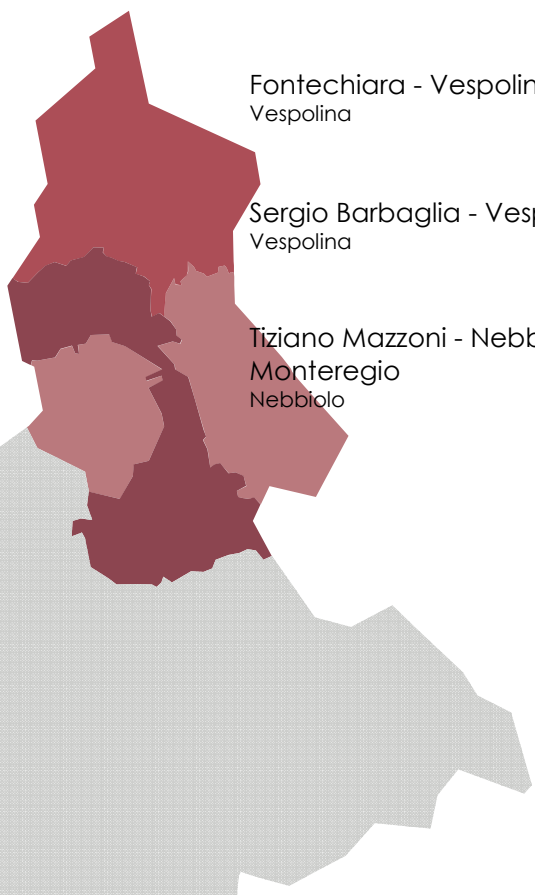 Fontechiara - Vespolin
Vespolina
Sergio Barbaglia - Vesp
Vespolina
Tiziano Mazzoni - Nebb
Monteregio
Nebbiolo